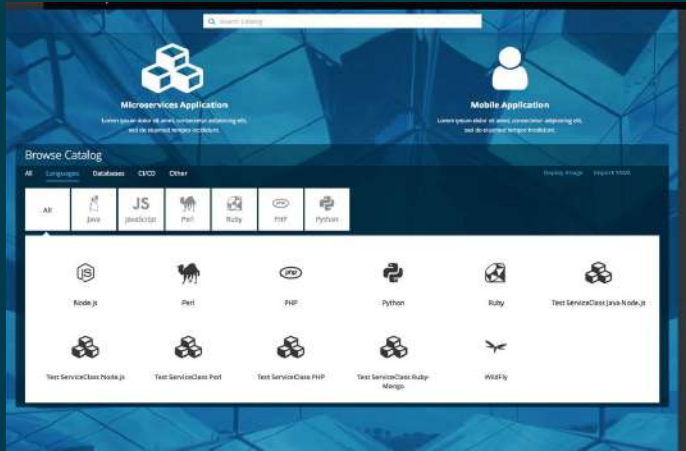 Search Catalog
Microservices Application
Lorem ipsum dolor sit amet, consectetur adipiscing elit,
sed do eiusmod tempor incididunt.
Mobile Application
Lorem ipsum dolor sit amet, consectetur adipiscing elit,
sed do eiusmod tempor incididunt.
Browse Catalog
All Languages Databases CI/CD Other
Deploy Image Import YAML
All Java JS JavaScript Perl Ruby php PHP Python
JS php
Node.js Perl PHP Python Ruby Test ServiceClass Java-Node.js
Test ServiceClass Node.js Test ServiceClass Perl Test ServiceClass PHP Test ServiceClass Ruby-
Mongo
WildFly